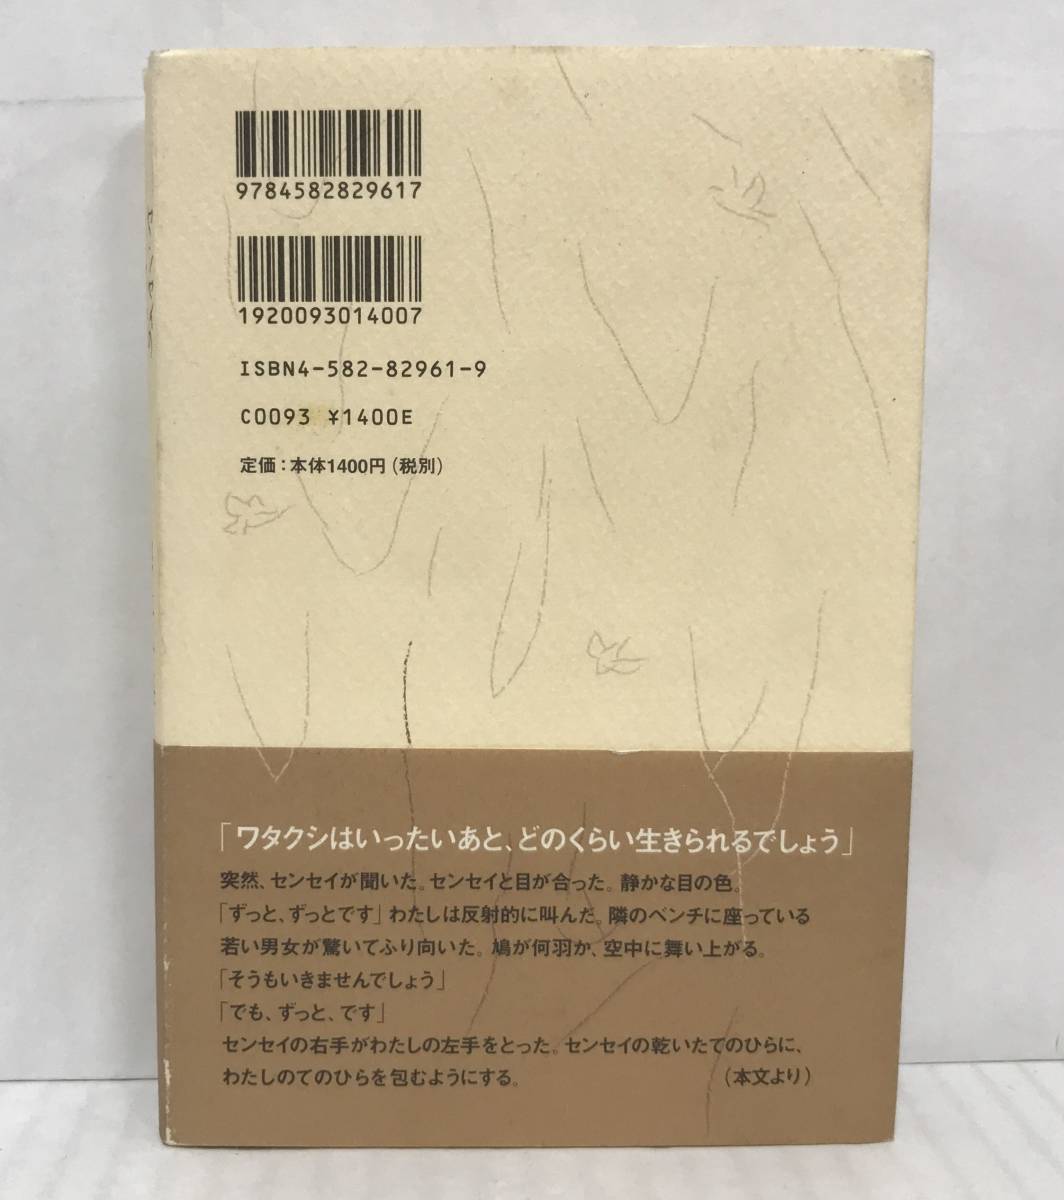 9784582829617
1920093014007
ISBN4-582-82961-9
C0093 ¥1400E
定価：本体1400円（税別）
「ワタクシはいったいあと、どのくらい生きられるでしょう」
突然、センセイが聞いた。センセイと目が合った。静かな目の色。
「ずっと、ずっとです」わたしは反射的に叫んだ。隣のベンチに座っている
若い男女が驚いてふり向いた。鳩が何羽か、空中に舞い上がる。
「そうもいきませんでしょう」
「でも、ずっと、です」
センセイの右手がわたしの左手をとった。センセイの乾いたてのひらに、
わたしのてのひらを包むようにする。
（本文より）